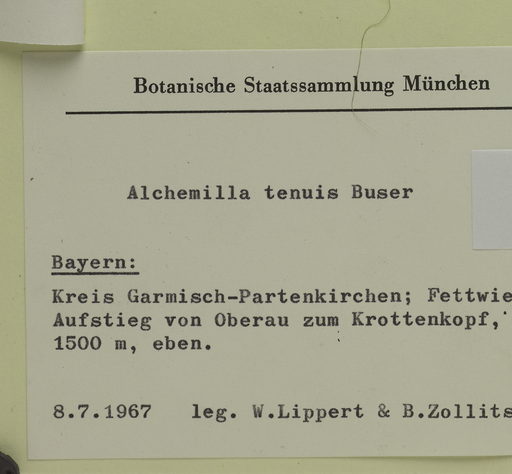 Botanische Staatssammlung München
Alchemilla tenuis Buser
Bayern:
Kreis Garmisch-Partenkirchen; Fettwie
Aufstieg von Oberau zum Krottenkopf,
1500 m, eben.
8.7.1967 leg. W.Lippert & B.Zollits